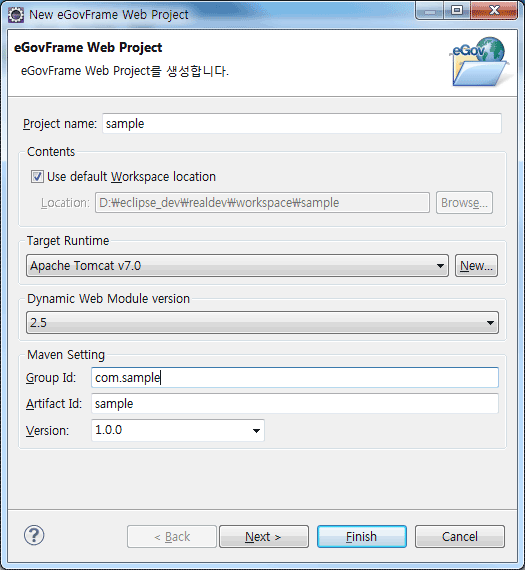 New eGovFrame Web Project
eGovFrame Web Project
eGovFrame Web Project를 생성합니다.
eGov
Project name: sample
Contents
Use default Workspace location
Location: D:₩eclipse_dev₩realdev₩workspace₩sample Browse...
Target Runtime
Apache Tomcat v7.0 New...
Dynamic Web Module version
2.5
Maven Setting
Group Id: com.sample
Artifact Id: sample
Version: 1.0.0
? < Back Next > Finish Cancel